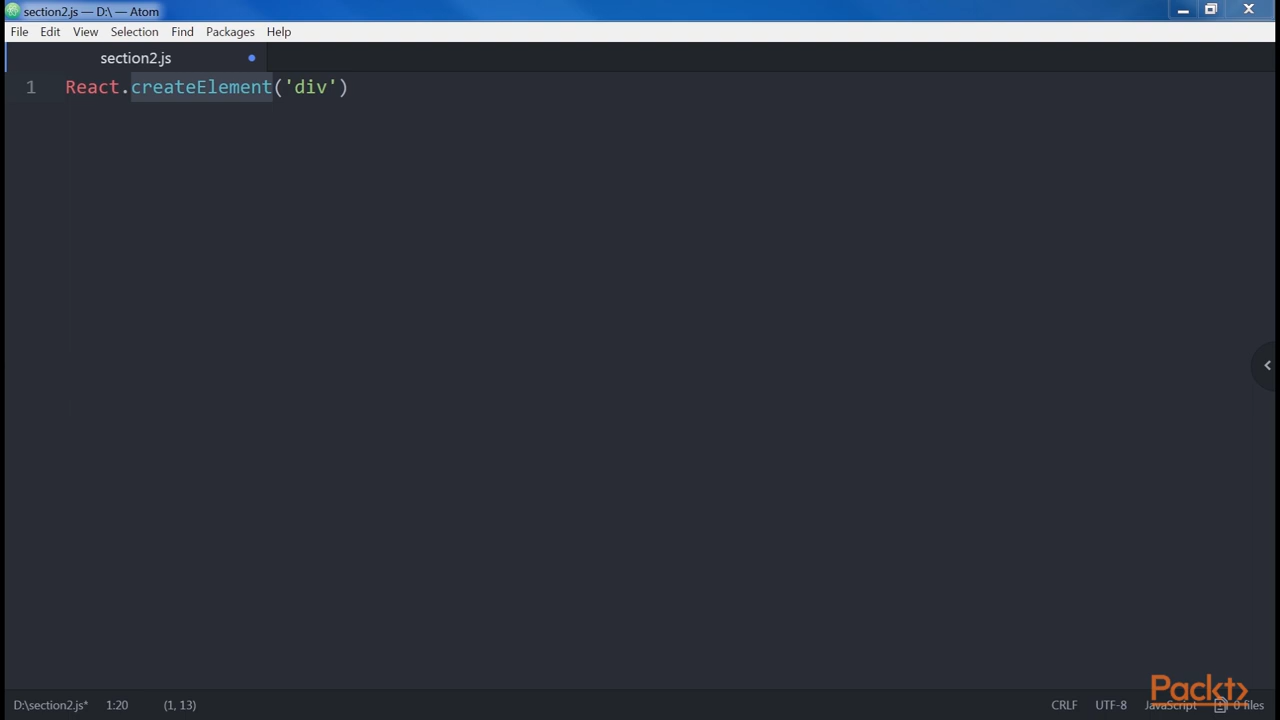 section2.js — D:\ — Atom
File Edit View Selection Find Packages Help
section2.js
1 React.createElement('div')
D:\section2.js* 1:20 (1, 13) CRLF UTF-8 JavaScript 0 files
Packt>